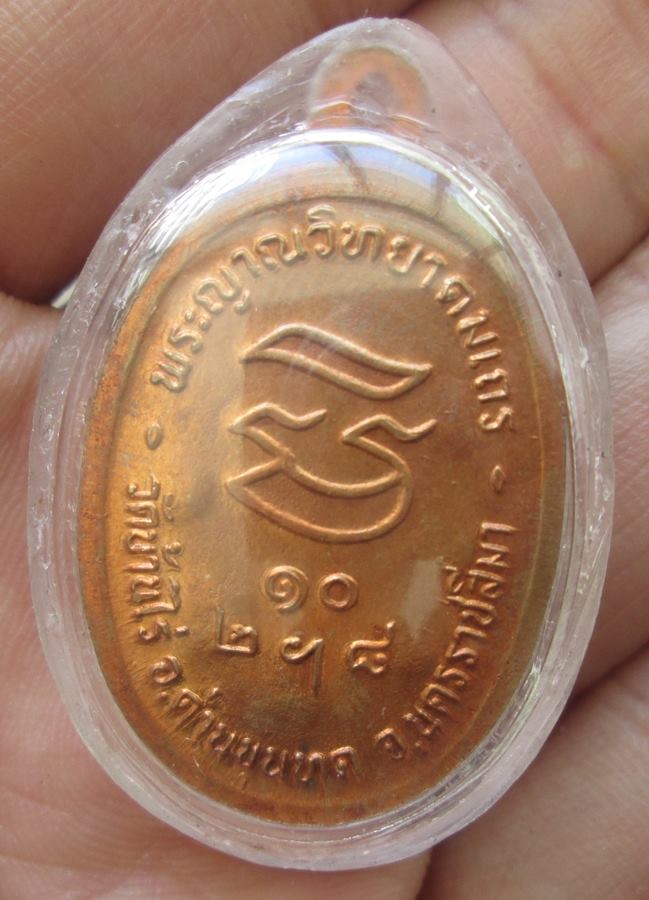 พระญาณวิทยาคมเถร
๑๐
๒ ฯ ๘
วัดบ้านไร่ อ.ด่านขุนทด จ.นครราชสีมา